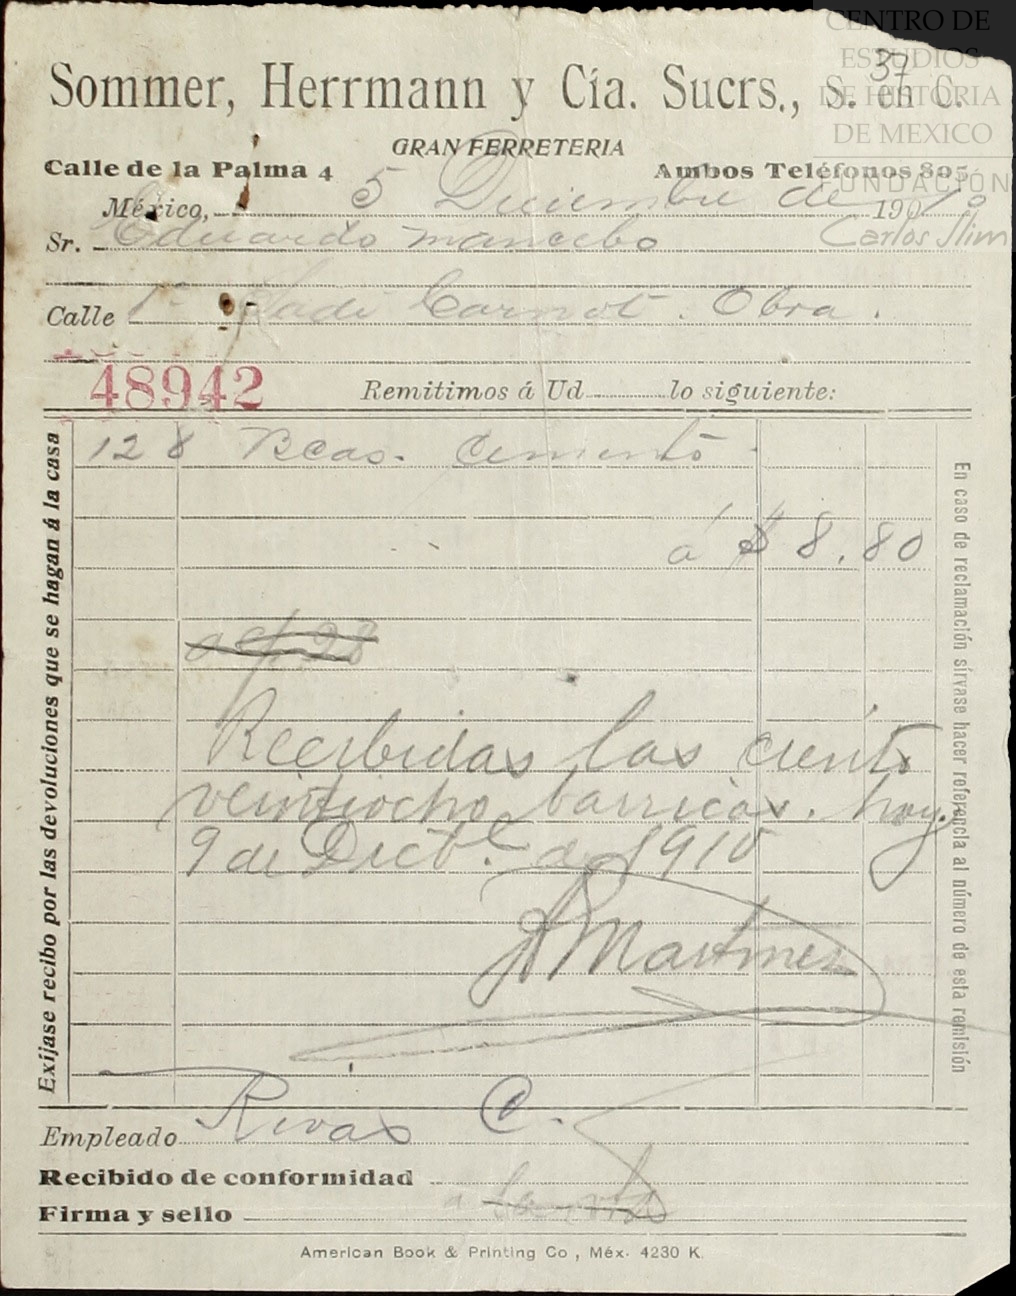 CENTRO DE
ESTUDIOS
DE HISTORIA
DE MEXICO
FUNDACIÓN
Carlos Slim
37
Sommer, Herrmann y Cía. Sucrs., S. en C.
GRAN FERRETERIA
Calle de la Palma 4 Ambos Teléfonos 805
México, 5 Diciembre de 1910
Sr. Eduardo Mancebo
Calle 1a Sadi Carnot. Obra.
48942 Remitimos á Ud lo siguiente:
128 Bcas. Cemento
á $ 8.80
Recibidas las ciento
veintiocho barricas. hoy.
9 de Dicbe. de 1910
Martinez
Empleado Rivas C.
Recibido de conformidad
Firma y sello
American Book & Printing Co, Méx. 4230 K.
Exíjase recibo por las devoluciones que se hagan á la casa
En caso de reclamación sírvase hacer referencia al número de esta remisión